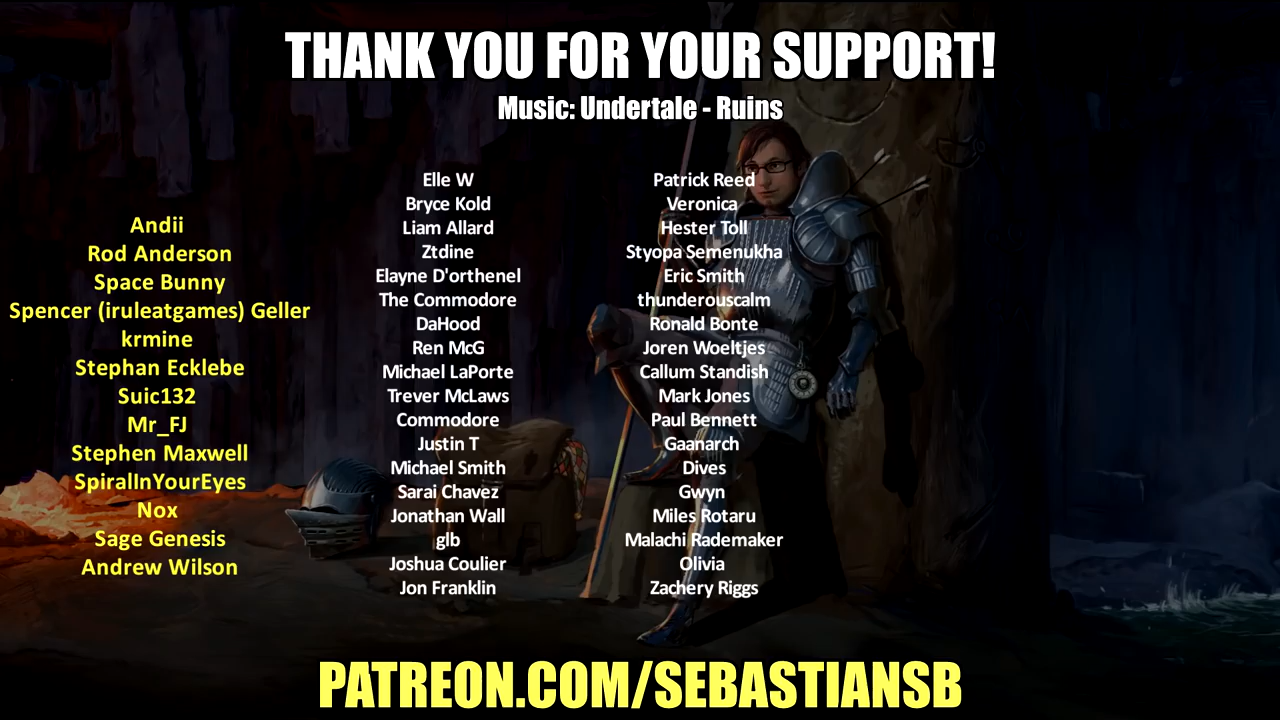 THANK YOU FOR YOUR SUPPORT!
Music: Undertale - Ruins
Andii
Rod Anderson
Space Bunny
Spencer (iruleatgames) Geller
krmine
Stephan Ecklebe
Suic132
Mr_FJ
Stephen Maxwell
SpiralInYourEyes
Nox
Sage Genesis
Andrew Wilson
Elle W
Bryce Kold
Liam Allard
Ztdine
Elayne D'orthenel
The Commodore
DaHood
Ren McG
Michael LaPorte
Trever McLaws
Commodore
Justin T
Michael Smith
Sarai Chavez
Jonathan Wall
glb
Joshua Coulier
Jon Franklin
Patrick Reed
Veronica
Hester Toll
Styopa Semenukha
Eric Smith
thunderouscalm
Ronald Bonte
Joren Woeltjes
Callum Standish
Mark Jones
Paul Bennett
Gaanarch
Dives
Gwyn
Miles Rotaru
Malachi Rademaker
Olivia
Zachery Riggs
PATREON.COM/SEBASTIANSB